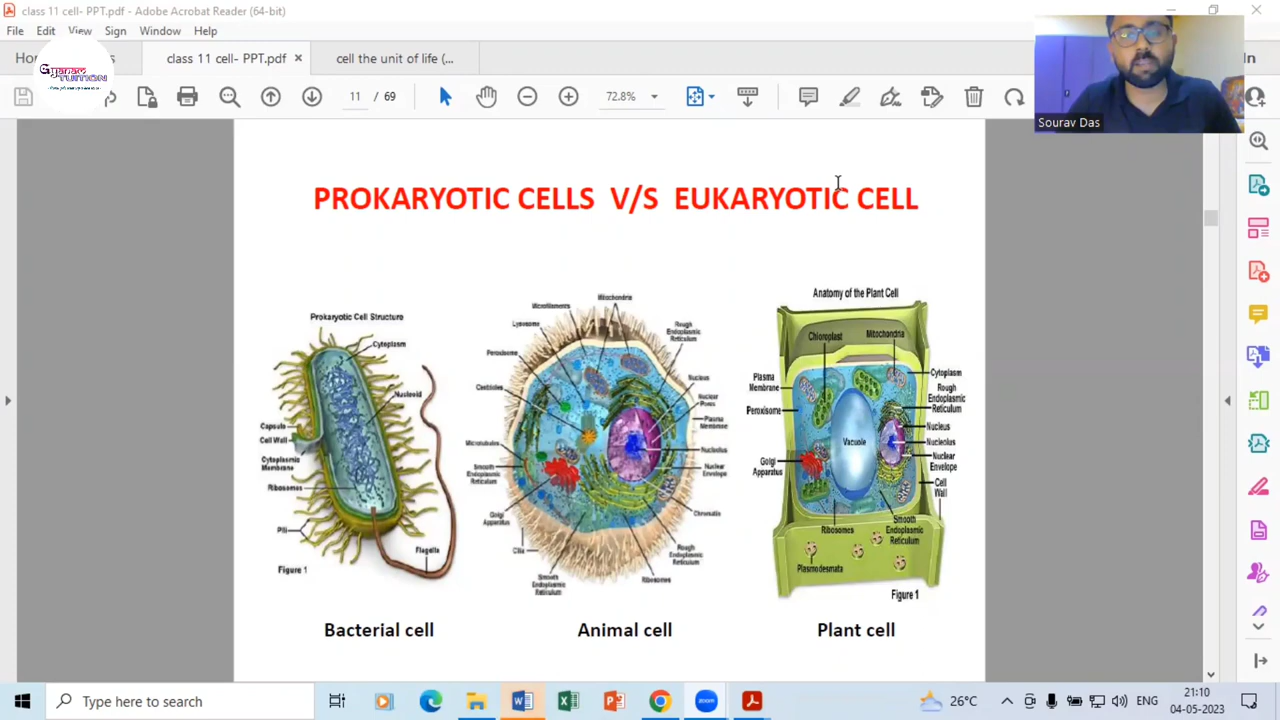 class 11 cell- PPT.pdf - Adobe Acrobat Reader (64-bit)
File Edit View Sign Window Help
Gyanam
TUITION
class 11 cell- PPT.pdf
cell the unit of life (...
11 / 69
72.8%
Sourav Das
PROKARYOTIC CELLS V/S EUKARYOTIC CELL
Prokaryotic Cell Structure
Cytoplasm
Nucleoid
Capsule
Cell Wall
Cytoplasmic
Membrane
Ribosomes
Pili
Flagella
Figure 1
Bacterial cell
Mitochondria
Microfilaments
Lysosome
Rough
Endoplasmic
Reticulum
Peroxisome
Nucleus
Centrioles
Nuclear
Pores
Plasma
Membrane
Microtubules
Nucleolus
Smooth
Endoplasmic
Reticulum
Nuclear
Envelope
Golgi
Apparatus
Chromatin
Cilia
Rough
Endoplasmic
Reticulum
Smooth
Endoplasmic
Reticulum
Ribosomes
Animal cell
Anatomy of the Plant Cell
Chloroplast
Mitochondria
Plasma
Membrane
Cytoplasm
Rough
Endoplasmic
Reticulum
Peroxisome
Nucleus
Vacuole
Nucleolus
Golgi
Apparatus
Nuclear
Envelope
Cell
Wall
Ribosomes
Smooth
Endoplasmic
Reticulum
Plasmodesmata
Figure 1
Plant cell
Type here to search
zoom
26°C
ENG
21:10
04-05-2023